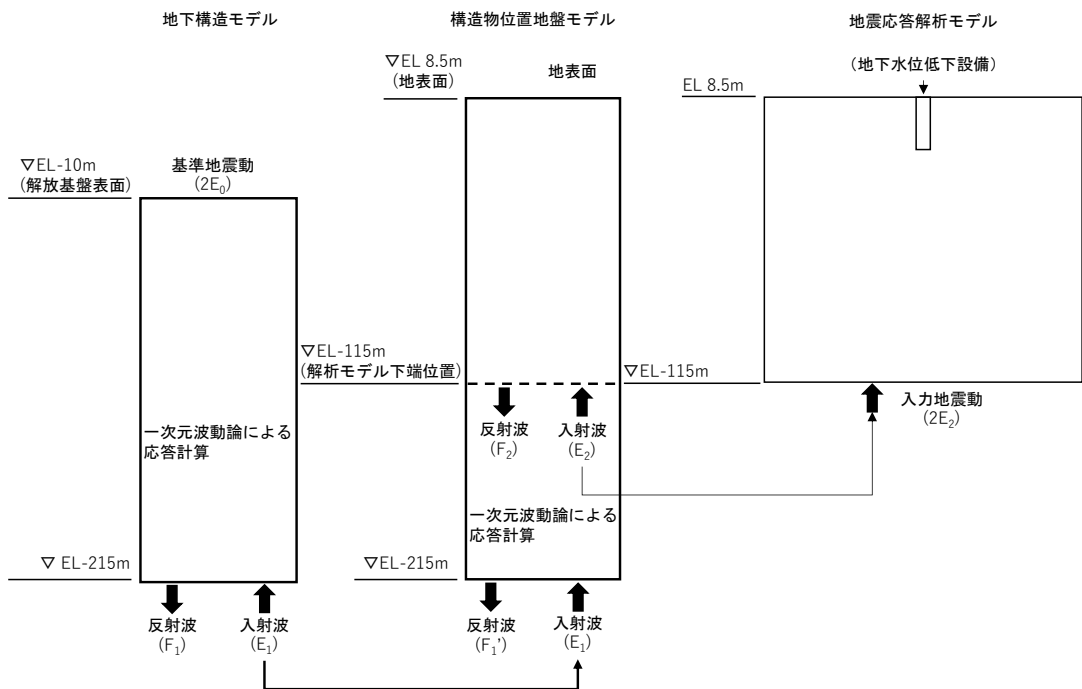 地下構造モデル
▽EL-10m
(解放基盤表面)
基準地震動
(2E₀)
一次元波動論による
応答計算
▽ EL-215m
反射波
(F₁)
入射波
(E₁)
構造物位置地盤モデル
▽EL 8.5m
(地表面)
地表面
▽EL-115m
(解析モデル下端位置)
反射波
(F₂)
入射波
(E₂)
一次元波動論による
応答計算
▽EL-215m
反射波
(F₁')
入射波
(E₁)
地震応答解析モデル
(地下水位低下設備)
EL 8.5m
▽EL-115m
入力地震動
(2E₂)